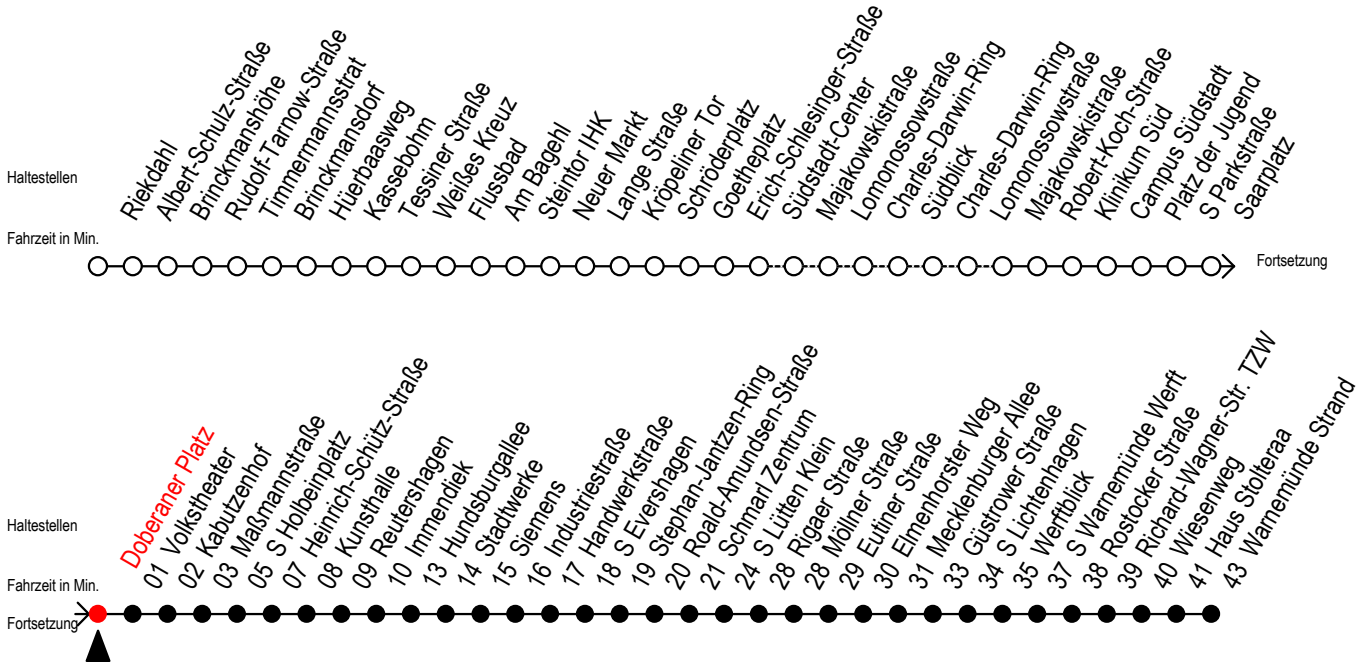 Haltestellen
Riekdahl
Albert-Schulz-Straße
Brinckmanshöhe
Rudolf-Tarnow-Straße
Timmermannsstrat
Brinckmansdorf
Hüerbaasweg
Kassebohm
Tessiner Straße
Weißes Kreuz
Flussbad
Am Bagehl
Steintor IHK
Neuer Markt
Lange Straße
Kröpeliner Tor
Schröderplatz
Goetheplatz
Erich-Schlesinger-Straße
Südstadt-Center
Majakowskistraße
Lomonossowstraße
Charles-Darwin-Ring
Südblick
Charles-Darwin-Ring
Lomonossowstraße
Majakowskistraße
Robert-Koch-Straße
Klinikum Süd
Campus Südstadt
Platz der Jugend
S Parkstraße
Saarplatz
Fahrzeit in Min.
Fortsetzung
Haltestellen
Doberaner Platz
01 Volkstheater
02 Kabutzenhof
03 Maßmannstraße
05 S Holbeinplatz
07 Heinrich-Schütz-Straße
08 Kunsthalle
09 Reutershagen
10 Immendiek
13 Hundsburgallee
14 Stadtwerke
15 Siemens
16 Industriestraße
17 Handwerkstraße
18 S Evershagen
19 Stephan-Jantzen-Ring
20 Roald-Amundsen-Straße
21 Schmarl Zentrum
24 S Lütten Klein
28 Rigaer Straße
28 Möllner Straße
29 Eutiner Straße
30 Elmenhorster Weg
31 Mecklenburger Allee
33 Güstrower Straße
34 S Lichtenhagen
35 Werftblick
37 S Warnemünde Werft
38 Rostocker Straße
39 Richard-Wagner-Str. TZW
40 Wiesenweg
41 Haus Stolteraa
43 Warnemünde Strand
Fahrzeit in Min.
Fortsetzung